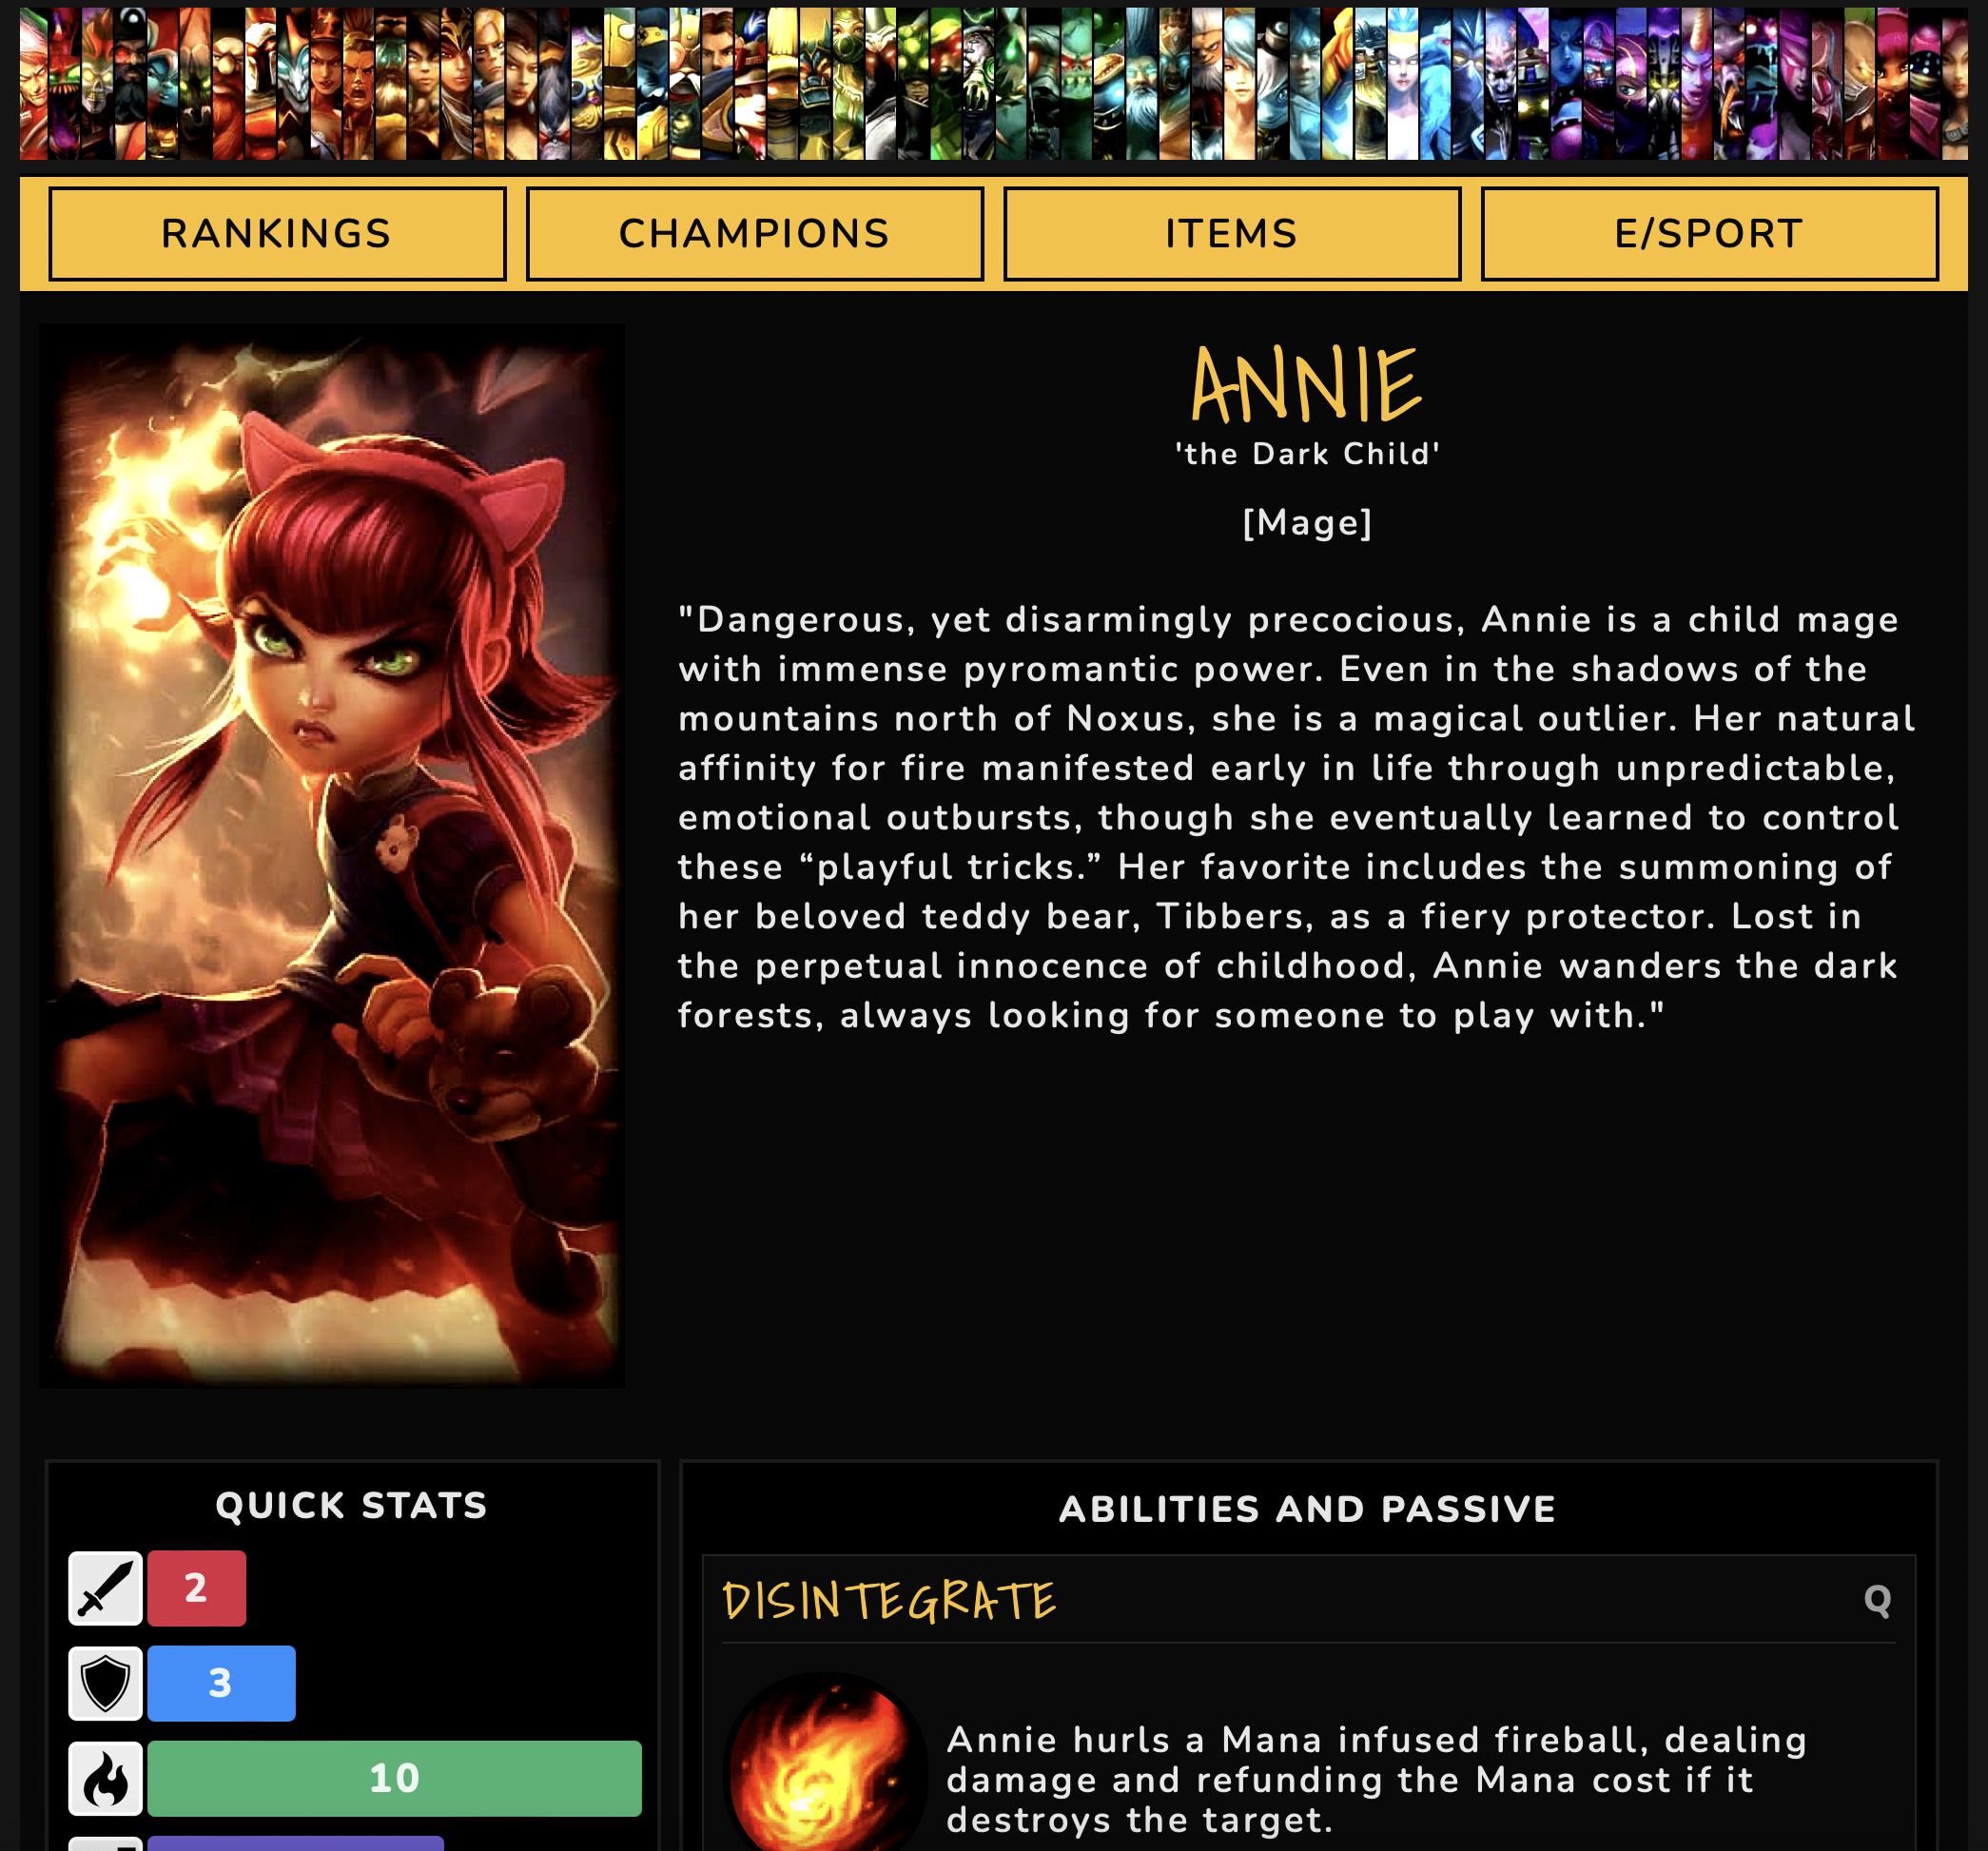 RANKINGS
CHAMPIONS
ITEMS
E/SPORT
ANNIE
'the Dark Child'
[Mage]
"Dangerous, yet disarmingly precocious, Annie is a child mage
with immense pyromantic power. Even in the shadows of the
mountains north of Noxus, she is a magical outlier. Her natural
affinity for fire manifested early in life through unpredictable,
emotional outbursts, though she eventually learned to control
these “playful tricks.” Her favorite includes the summoning of
her beloved teddy bear, Tibbers, as a fiery protector. Lost in
the perpetual innocence of childhood, Annie wanders the dark
forests, always looking for someone to play with."
QUICK STATS
2
3
10
ABILITIES AND PASSIVE
DISINTEGRATE
Q
Annie hurls a Mana infused fireball, dealing
damage and refunding the Mana cost if it
destroys the target.